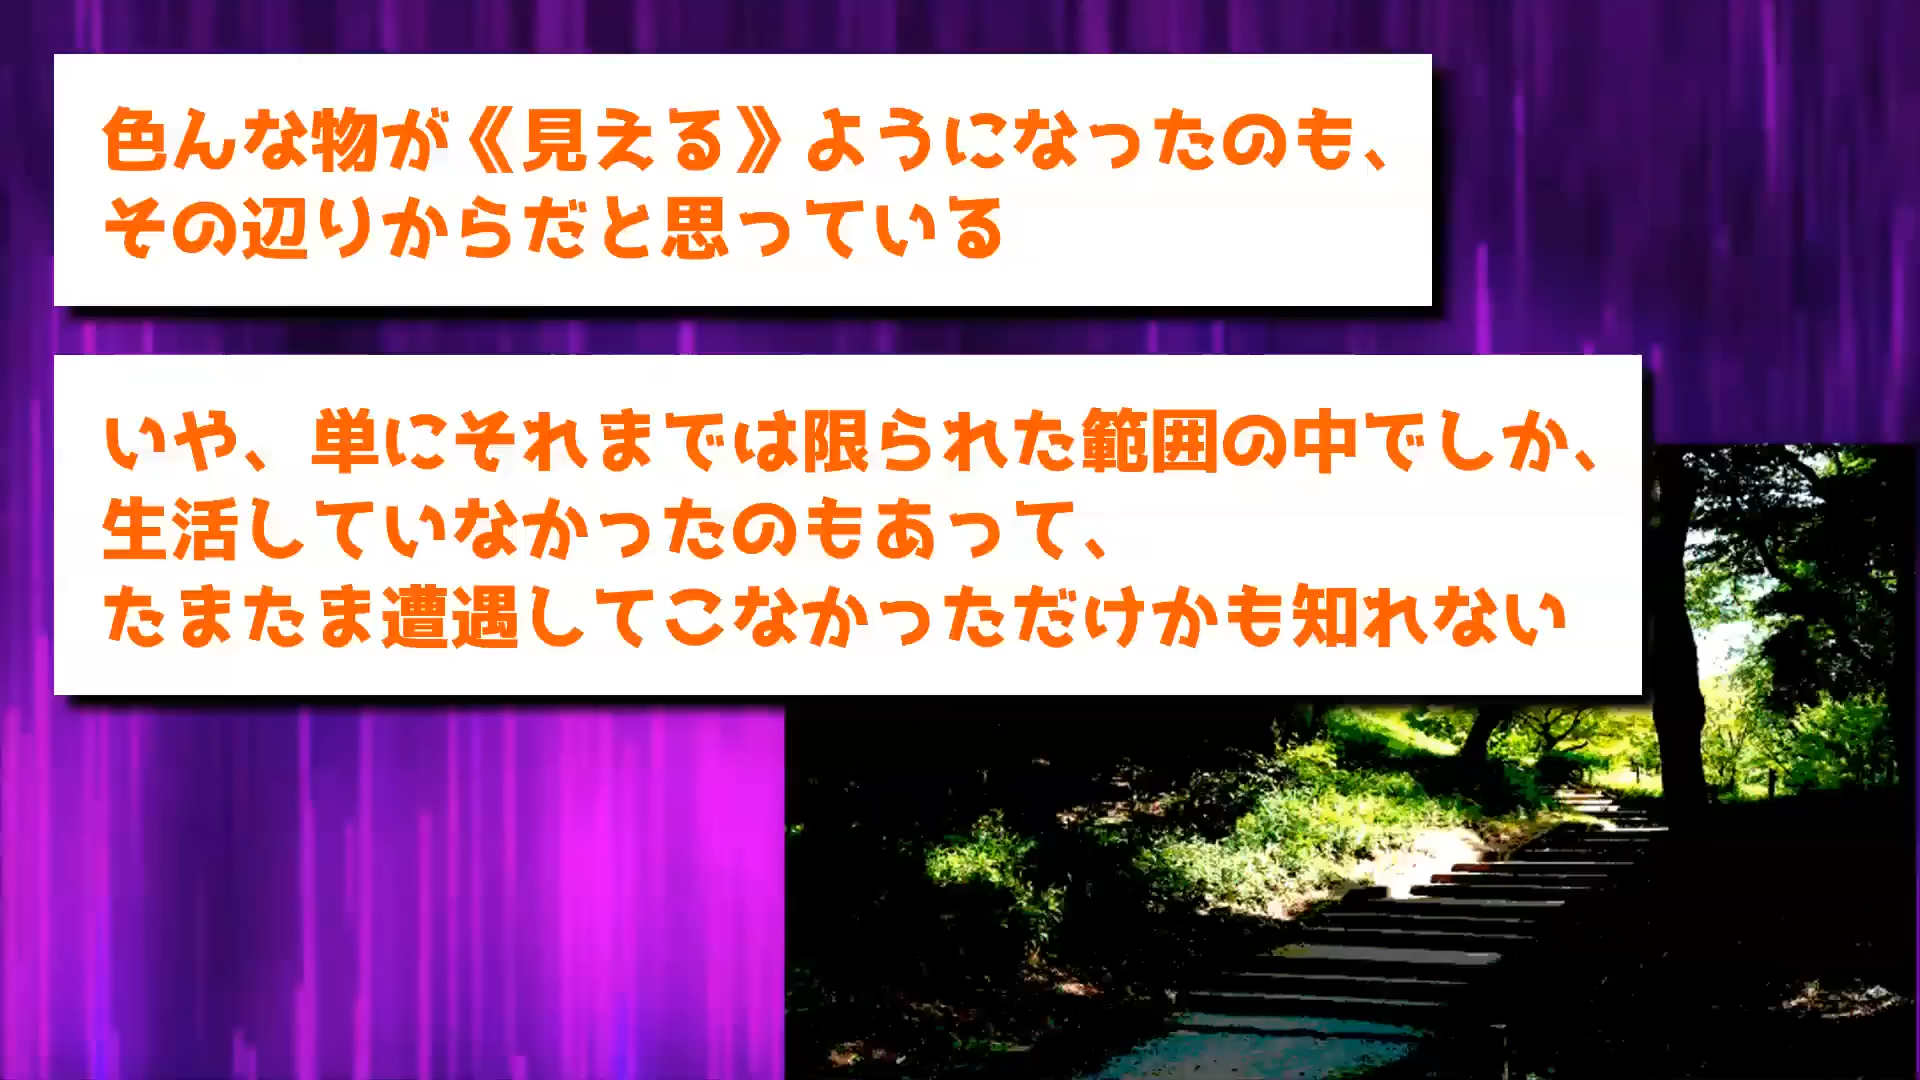 色んな物が《見える》ようになったのも、
その辺りからだと思っている
いや、単にそれまでは限られた範囲の中でしか、
生活していなかったのもあって、
たまたま遭遇してこなかっただけかも知れない